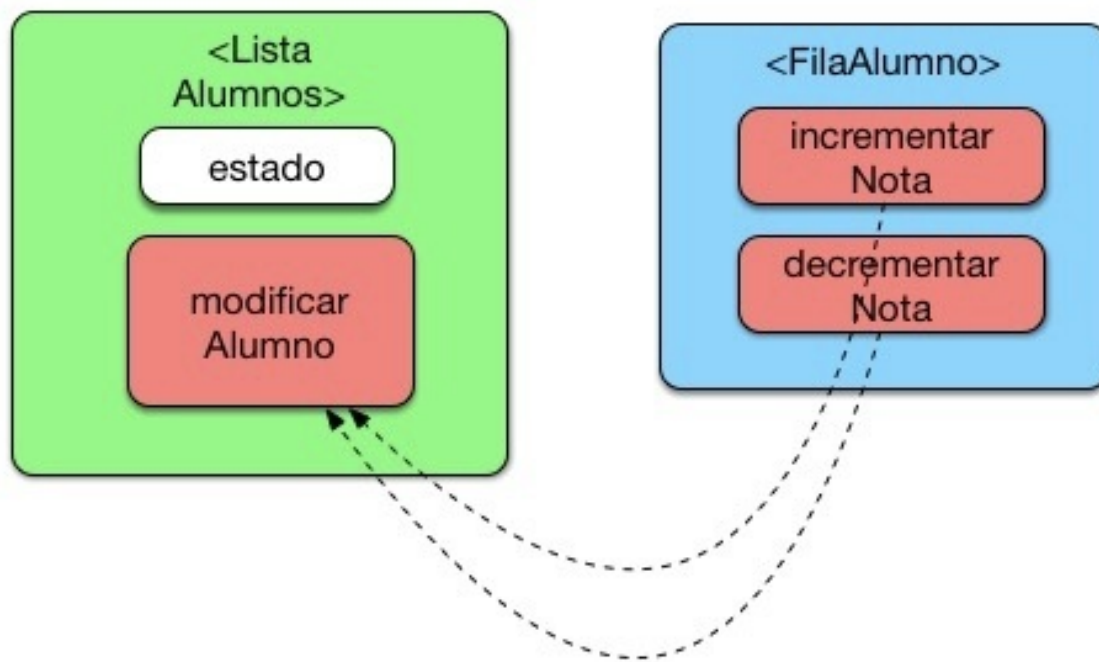 <Lista
Alumnos>
estado
modificar
Alumno
<FilaAlumno>
incrementar
Nota
decrementar
Nota